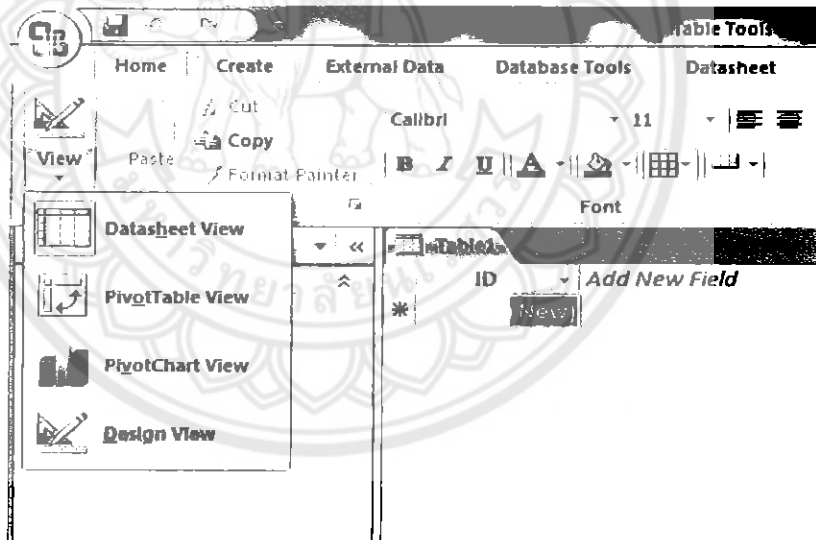 Table Tools
Home Create External Data Database Tools Datasheet
View
Paste
Cut
Copy
Format Painter
Calibri 11
B I U A
Font
Datasheet View
PivotTable View
PivotChart View
Design View
Table1
ID Add New Field
* (New)